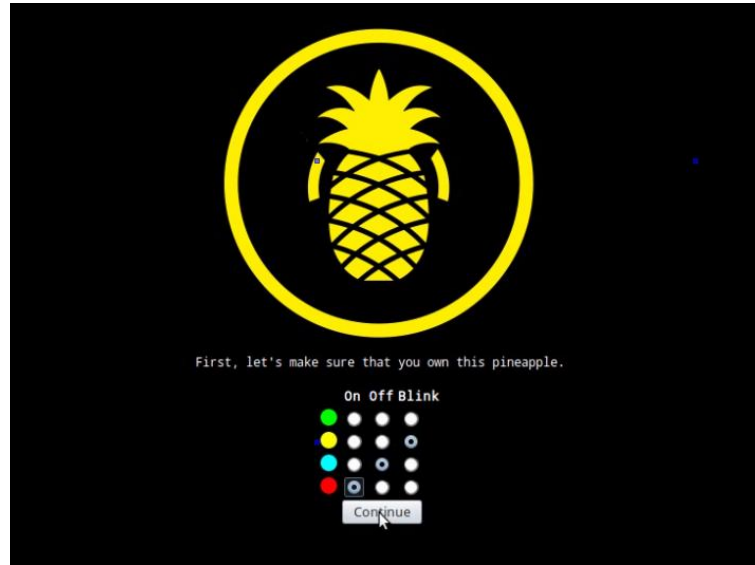 First, let's make sure that you own this pineapple.
On Off Blink
Continue